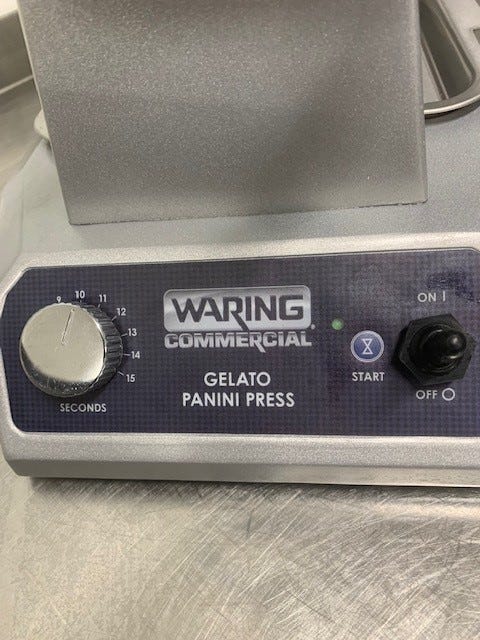 9
10
11
12
13
14
15
SECONDS
WARING
COMMERCIAL®
GELATO
PANINI PRESS
START
ON I
OFF O